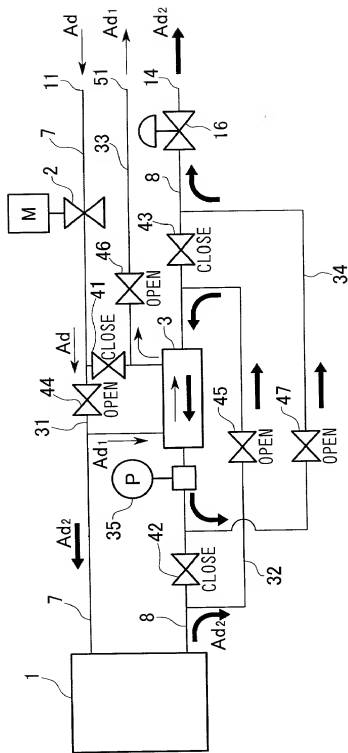 Ad
Ad1
Ad2
11
51
14
7
33
16
2
M
8
46
43
CLOSE
OPEN
41
CLOSE
34
Ad
3
44
OPEN
31
45
OPEN
47
OPEN
Ad1
P
35
Ad2
42
CLOSE
32
7
8
Ad2
1